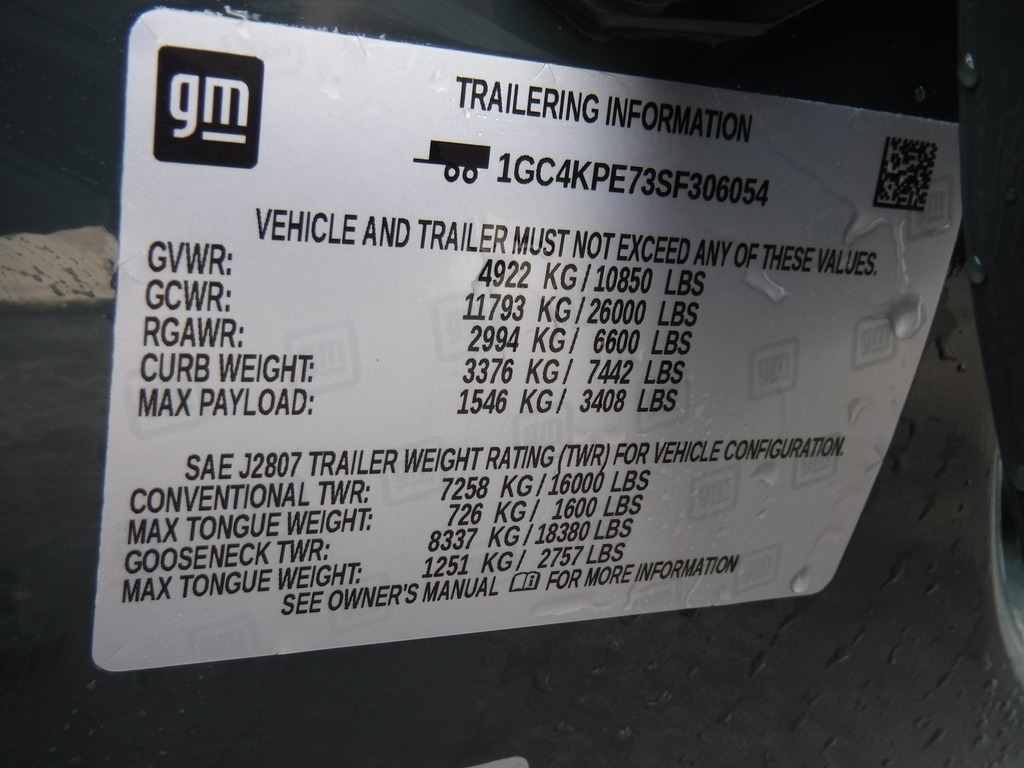 gm
TRAILERING INFORMATION
1GC4KPE73SF306054
VEHICLE AND TRAILER MUST NOT EXCEED ANY OF THESE VALUES.
GVWR: 4922 KG/10850 LBS
GCWR: 11793 KG/26000 LBS
RGAWR: 2994 KG/ 6600 LBS
CURB WEIGHT: 3376 KG/ 7442 LBS
MAX PAYLOAD: 1546 KG/ 3408 LBS
SAE J2807 TRAILER WEIGHT RATING (TWR) FOR VEHICLE CONFIGURATION.
CONVENTIONAL TWR: 7258 KG/16000 LBS
MAX TONGUE WEIGHT: 726 KG/ 1600 LBS
GOOSENECK TWR: 8337 KG/18380 LBS
MAX TONGUE WEIGHT: 1251 KG/ 2757 LBS
SEE OWNER'S MANUAL FOR MORE INFORMATION